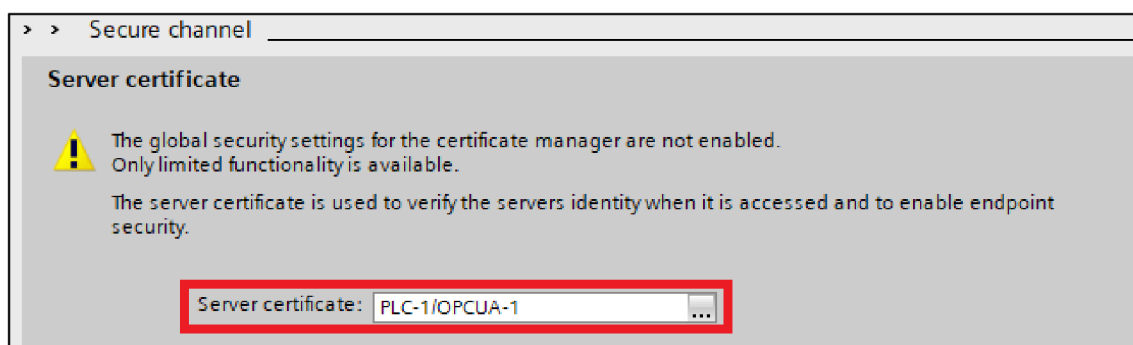 > > Secure channel
Server certificate
The global security settings for the certificate manager are not enabled.
Only limited functionality is available.
The server certificate is used to verify the servers identity when it is accessed and to enable endpoint
security.
Server certificate: PLC-1/OPCUA-1 ...